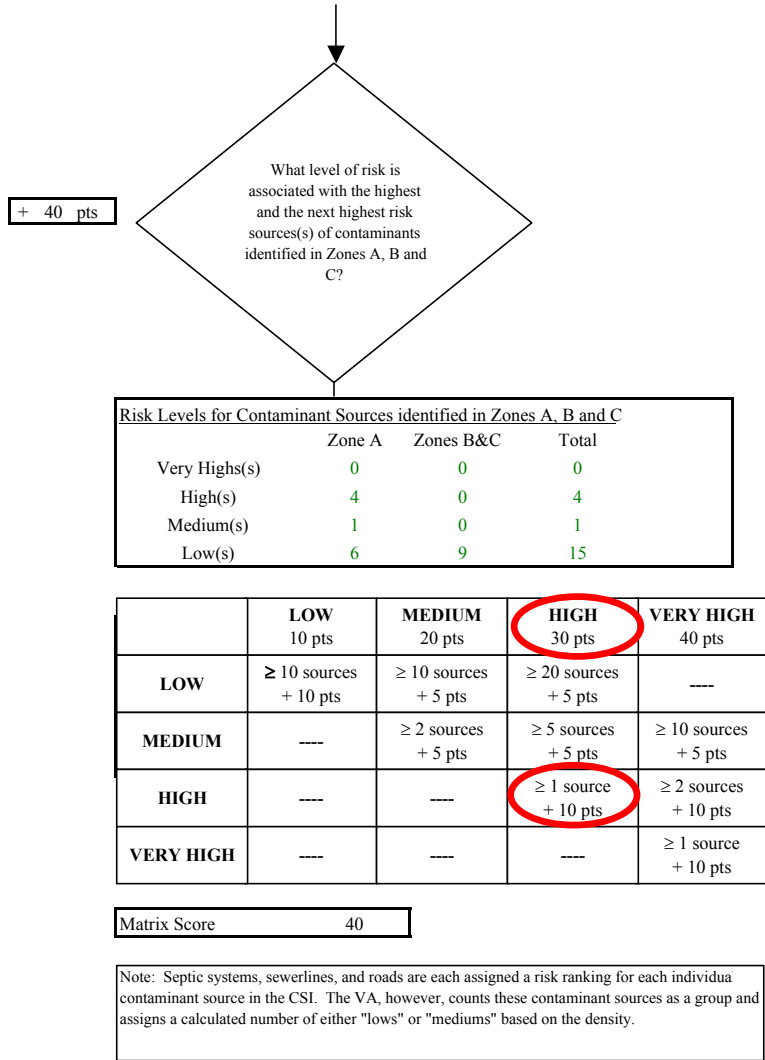 What level of risk is
associated with the highest
and the next highest risk
sources(s) of contaminants
identified in Zones A, B and
C?
+ 40 pts
Risk Levels for Contaminant Sources identified in Zones A, B and C
Zone A Zones B&C Total
Very Highs(s) 0 0 0
High(s) 4 0 4
Medium(s) 1 0 1
Low(s) 6 9 15
LOW MEDIUM HIGH VERY HIGH
10 pts 20 pts 30 pts 40 pts
LOW ≥ 10 sources ≥ 10 sources ≥ 20 sources ----
+ 10 pts + 5 pts + 5 pts
MEDIUM ---- ≥ 2 sources ≥ 5 sources ≥ 10 sources
+ 5 pts + 5 pts + 5 pts
HIGH ---- ---- ≥ 1 source ≥ 2 sources
+ 10 pts + 10 pts
VERY HIGH ---- ---- ---- ≥ 1 source
+ 10 pts
Matrix Score 40
Note: Septic systems, sewerlines, and roads are each assigned a risk ranking for each individua
contaminant source in the CSI. The VA, however, counts these contaminant sources as a group and
assigns a calculated number of either "lows" or "mediums" based on the density.